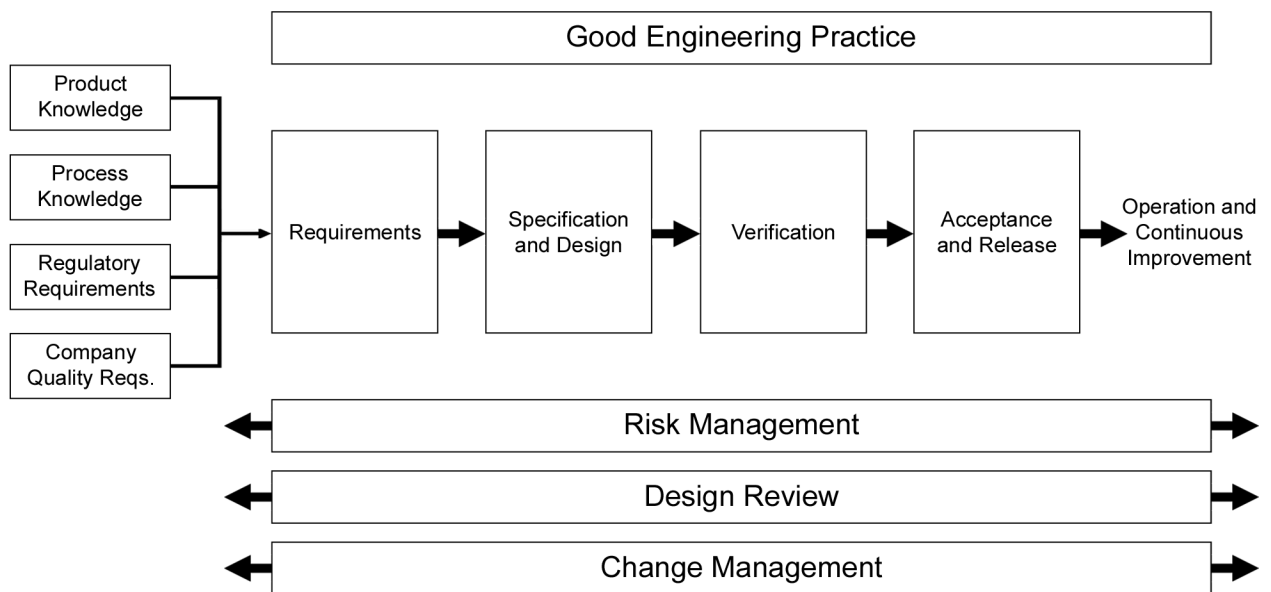 Good Engineering Practice
Product
Knowledge
Process
Knowledge
Regulatory
Requirements
Company
Quality Reqs.
Requirements
Specification
and Design
Verification
Acceptance
and Release
Operation and
Continuous
Improvement
Risk Management
Design Review
Change Management